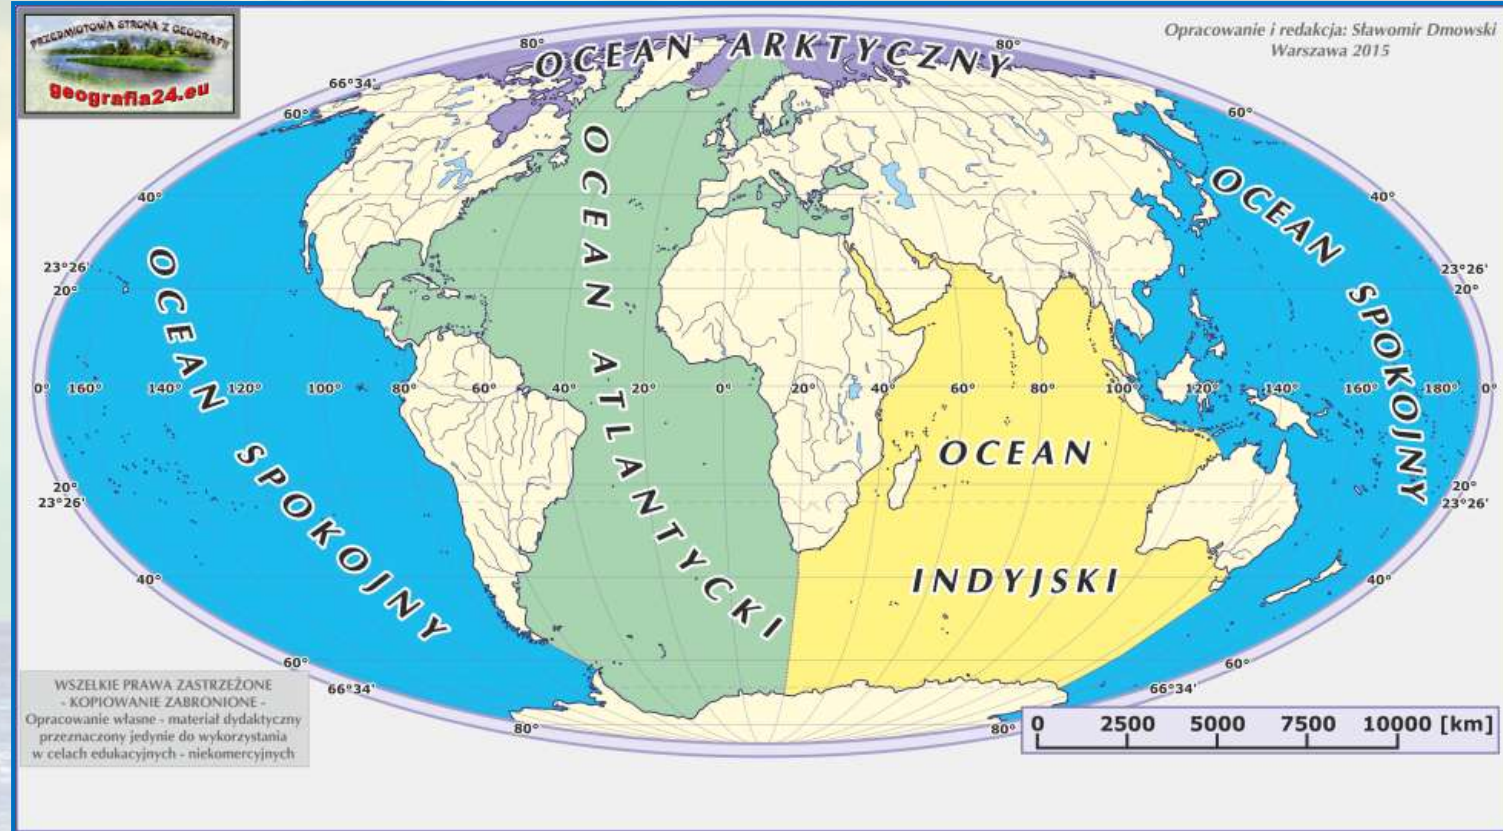 PRZEDMIOTOWA STRONA Z GEOGRAFII
geografia24.eu
Opracowanie i redakcja: Sławomir Dmowski
Warszawa 2015
80° 80°
OCEAN ARKTYCZNY
66°34'
60° 60°
40° 40°
23°26' 23°26'
20° 20°
OCEAN SPOKOJNY
OCEAN ATLANTYCKI
OCEAN SPOKOJNY
0° 160° 140° 120° 100° 80° 60° 40° 20° 0° 20° 40° 60° 80° 100° 120° 140° 160° 180° 0°
OCEAN
INDYJSKI
20° 20°
23°26' 23°26'
40° 40°
60° 60°
66°34' 66°34'
80° 80°
WSZELKIE PRAWA ZASTRZEŻONE
- KOPIOWANIE ZABRONIONE -
Opracowanie własne - materiał dydaktyczny
przeznaczony jedynie do wykorzystania
w celach edukacyjnych - niekomercyjnych
0 2500 5000 7500 10000 [km]